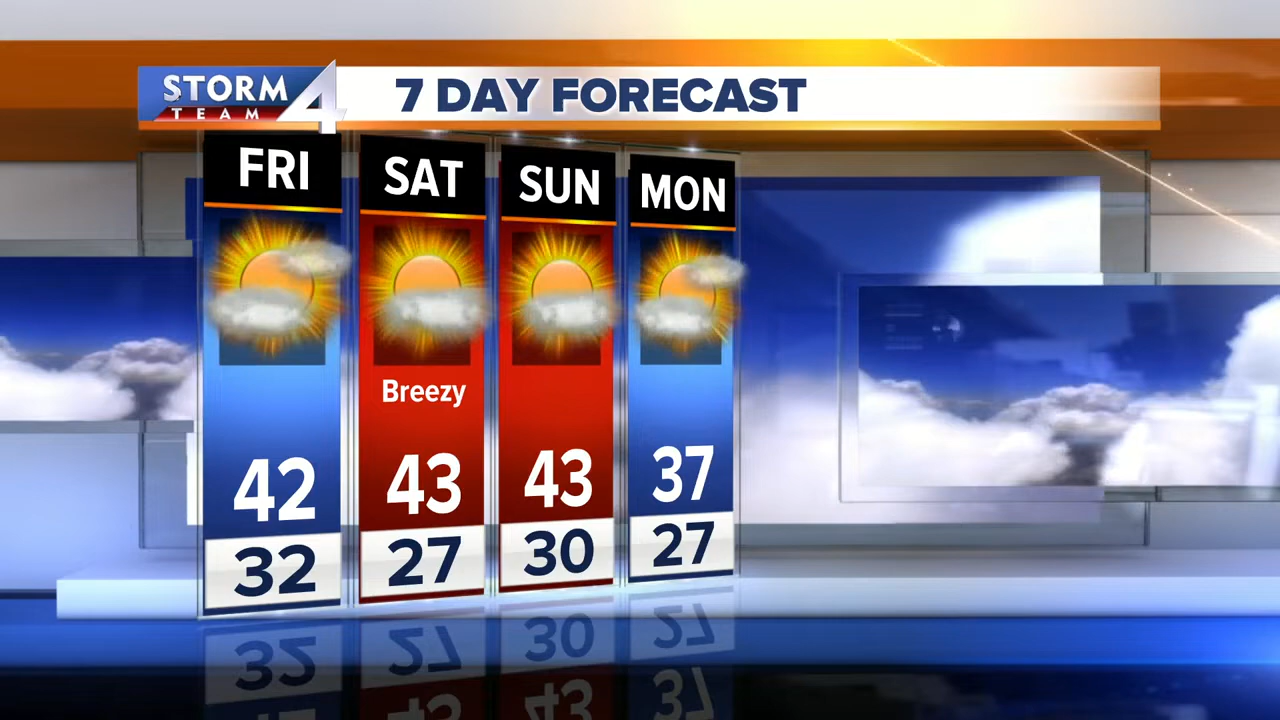 STORM
TEAM 4
7 DAY FORECAST
FRI
SAT
SUN
MON
Breezy
42
43
43
37
32
27
30
27